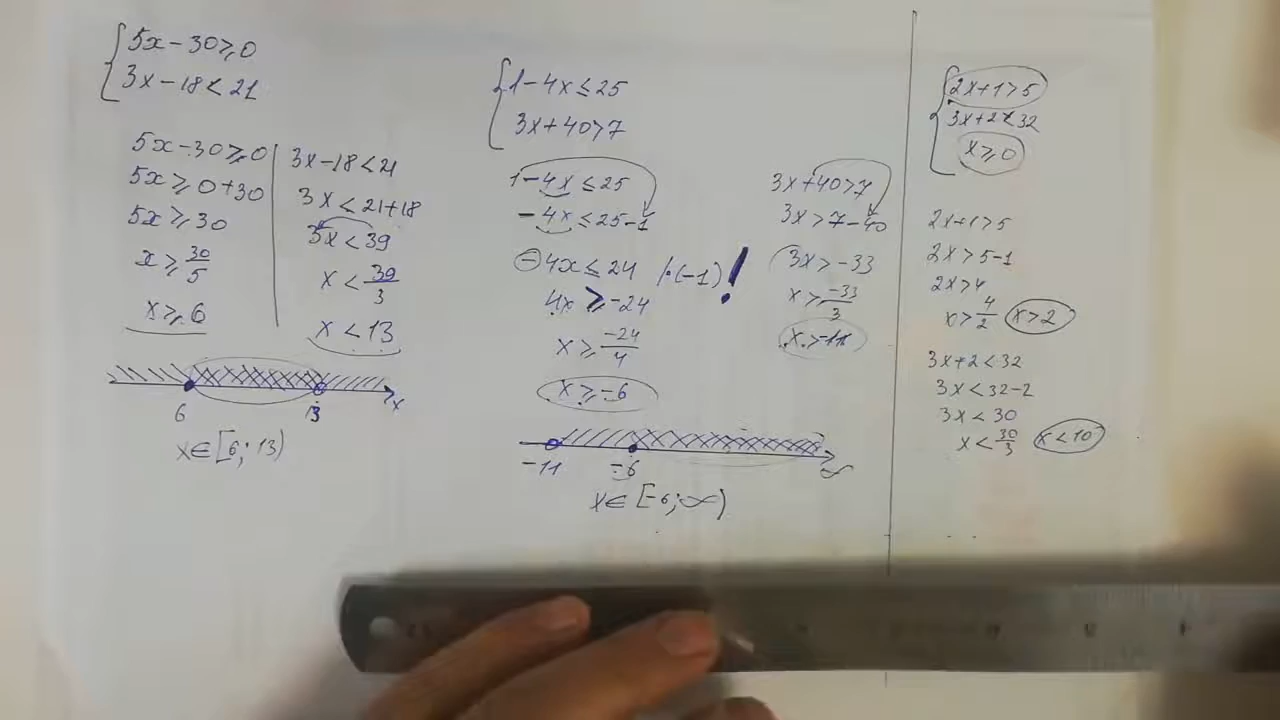 5x-30≥0
3x-18<21
5x-30≥0
5x≥0+30
5x≥30
x≥30/5
x≥6
3x-18<21
3x<21+18
3x<39
x<39/3
x<13
6 13 x
x∈[6;13)
1-4x≤25
3x+40>7
1-4x≤25
-4x≤25-1
-4x≤24 |·(-1) !
4x≥-24
x≥-24/4
x≥-6
3x+40>7
3x>7-40
3x>-33
x>-33/3
x>-11
-11 -6
x∈[-6;∞)
2x+1>5
3x+2<32
x≥0
2x+1>5
2x>5-1
2x>4
x>4/2 x>2
3x+2<32
3x<32-2
3x<30
x<30/3 x<10